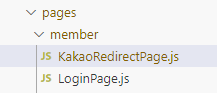 pages
member
JS KakaoRedirectPage.js
JS LoginPage.js